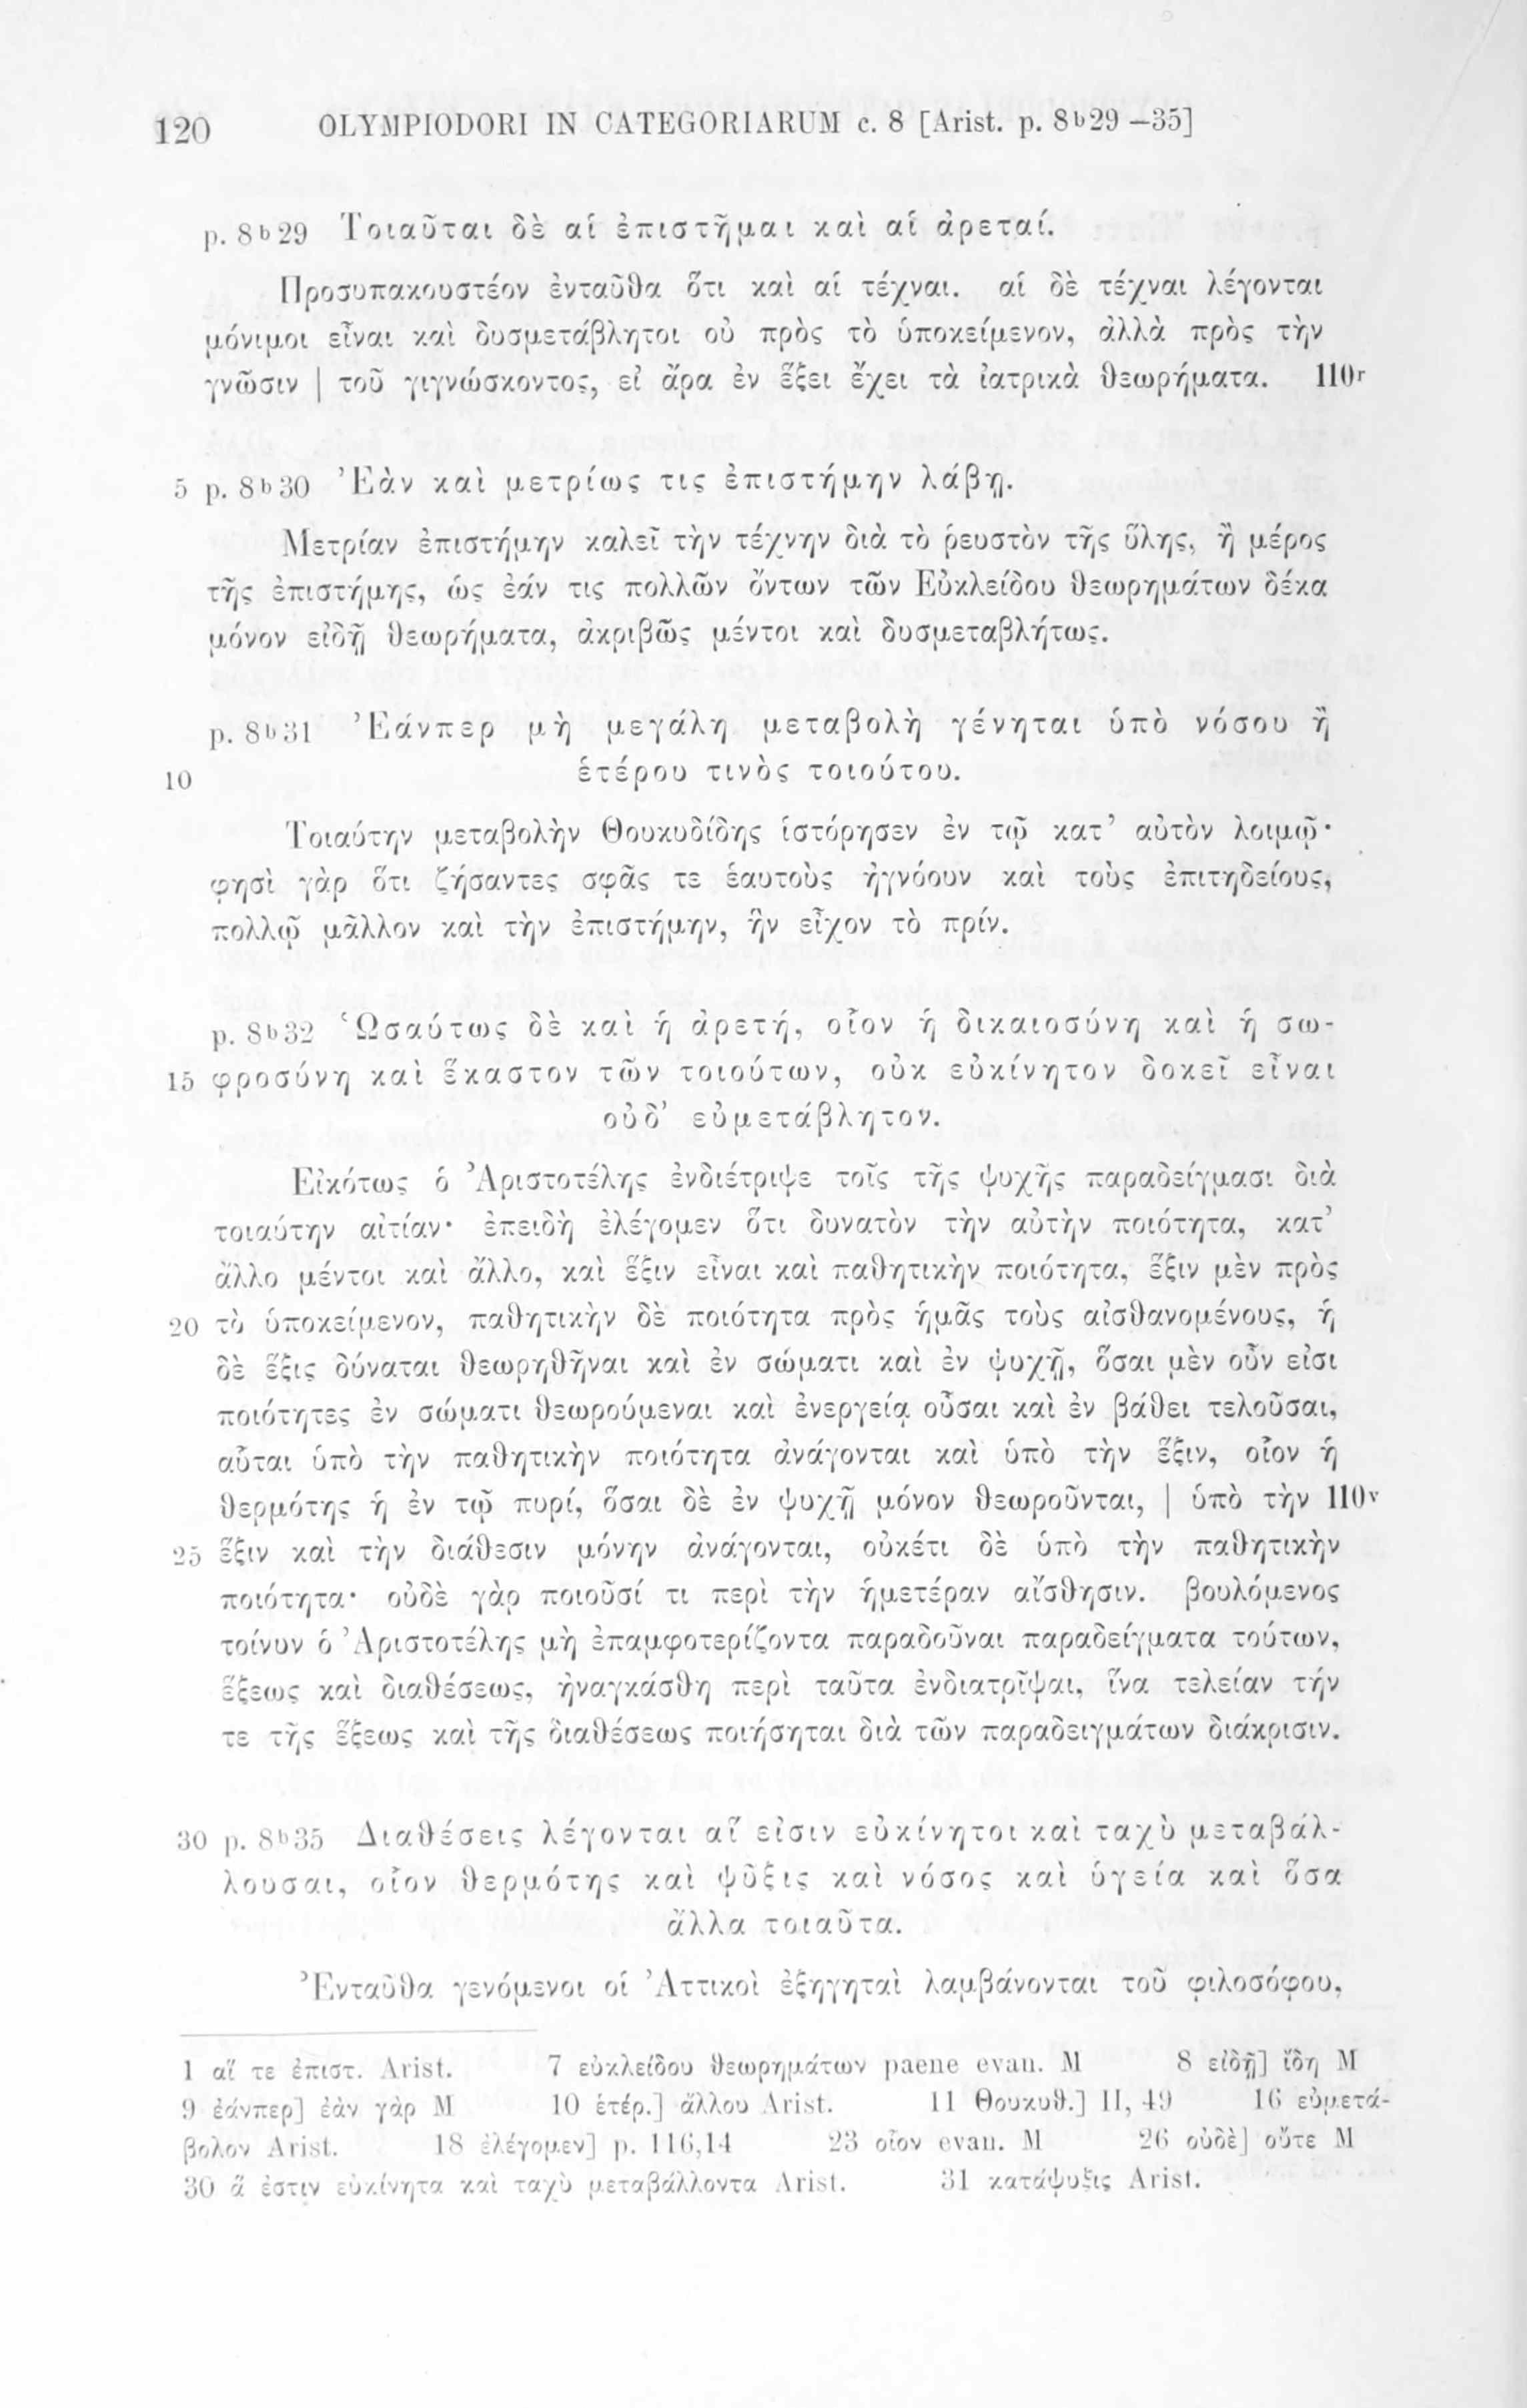 120 OLYMPIODORI IN CATEGORIARUM c. 8 [Arist. p. 8b29—35]
p. 8b29 Τοιαῦται δὲ αἱ ἐπιστῆμαι καὶ αἱ ἀρεταί.
Προσυπακουστέον ἐνταῦθα ὅτι καὶ αἱ τέχναι. αἱ δὲ τέχναι λέγονται
μόνιμοι εἶναι καὶ δυσμετάβλητοι οὐ πρὸς τὸ ὑποκείμενον, ἀλλὰ πρὸς τὴν
γνῶσιν | τοῦ γιγνώσκοντος, εἰ ἄρα ἐν ἕξει ἔχει τὰ ἰατρικὰ θεωρήματα. 110r
5 p. 8b30 Ἐὰν καὶ μετρίως τις ἐπιστήμην λάβῃ.
Μετρίαν ἐπιστήμην καλεῖ τὴν τέχνην διὰ τὸ ῥευστὸν τῆς ὕλης, ἢ μέρος
τῆς ἐπιστήμης, ὡς ἐάν τις πολλῶν ὄντων τῶν Εὐκλείδου θεωρημάτων δέκα
μόνον εἰδῇ θεωρήματα, ἀκριβῶς μέντοι καὶ δυσμεταβλήτως.
p. 8b31 Ἐάνπερ μὴ μεγάλη μεταβολὴ γένηται ὑπὸ νόσου ἢ
10 ἑτέρου τινὸς τοιούτου.
Τοιαύτην μεταβολὴν Θουκυδίδης ἱστόρησεν ἐν τῷ κατ’ αὐτὸν λοιμῷ·
φησὶ γὰρ ὅτι ζήσαντες σφᾶς τε ἑαυτοὺς ἠγνόουν καὶ τοὺς ἐπιτηδείους,
πολλῷ μᾶλλον καὶ τὴν ἐπιστήμην, ἣν εἶχον τὸ πρίν.
p. 8b32 Ὡσαύτως δὲ καὶ ἡ ἀρετή, οἷον ἡ δικαιοσύνη καὶ ἡ σω-
15 φροσύνη καὶ ἕκαστον τῶν τοιούτων, οὐκ εὐκίνητον δοκεῖ εἶναι
οὐδ’ εὐμετάβλητον.
Εἰκότως ὁ Ἀριστοτέλης ἐνδιέτριψε τοῖς τῆς ψυχῆς παραδείγμασι διὰ
τοιαύτην αἰτίαν· ἐπειδὴ ἐλέγομεν ὅτι δυνατὸν τὴν αὐτὴν ποιότητα, κατ’
ἄλλο μέντοι καὶ ἄλλο, καὶ ἕξιν εἶναι καὶ παθητικὴν ποιότητα, ἕξιν μὲν πρὸς
20 τὸ ὑποκείμενον, παθητικὴν δὲ ποιότητα πρὸς ἡμᾶς τοὺς αἰσθανομένους, ἡ
δὲ ἕξις δύναται θεωρηθῆναι καὶ ἐν σώματι καὶ ἐν ψυχῇ, ὅσαι μὲν οὖν εἰσι
ποιότητες ἐν σώματι θεωρούμεναι καὶ ἐνεργείᾳ οὖσαι καὶ ἐν βάθει τελοῦσαι,
αὗται ὑπὸ τὴν παθητικὴν ποιότητα ἀνάγονται καὶ ὑπὸ τὴν ἕξιν, οἷον ἡ
θερμότης ἡ ἐν τῷ πυρί, ὅσαι δὲ ἐν ψυχῇ μόνον θεωροῦνται, | ὑπὸ τὴν 110v
25 ἕξιν καὶ τὴν διάθεσιν μόνην ἀνάγονται, οὐκέτι δὲ ὑπὸ τὴν παθητικὴν
ποιότητα· οὐδὲ γὰρ ποιοῦσί τι περὶ τὴν ἡμετέραν αἴσθησιν. βουλόμενος
τοίνυν ὁ Ἀριστοτέλης μὴ ἐπαμφοτερίζοντα παραδοῦναι παραδείγματα τούτων,
ἕξεως καὶ διαθέσεως, ἠναγκάσθη περὶ ταῦτα ἐνδιατρῖψαι, ἵνα τελείαν τήν
τε τῆς ἕξεως καὶ τῆς διαθέσεως ποιήσηται διὰ τῶν παραδειγμάτων διάκρισιν.
30 p. 8b35 Διαθέσεις λέγονται αἵ εἰσιν εὐκίνητοι καὶ ταχὺ μεταβάλ-
λουσαι, οἷον θερμότης καὶ ψῦξις καὶ νόσος καὶ ὑγεία καὶ ὅσα
ἄλλα τοιαῦτα.
Ἐνταῦθα γενόμενοι οἱ Ἀττικοὶ ἐξηγηταὶ λαμβάνονται τοῦ φιλοσόφου,
1 αἵ τε ἐπιστ. Arist. 7 εὐκλείδου θεωρημάτων paene evan. M 8 εἰδῇ] ἴδη M
9 ἐάνπερ] ἐὰν γὰρ M 10 ἑτέρ.] ἄλλου Arist. 11 Θουκυθ.] II, 49 16 εὐμετά-
βολον Arist. 18 ἐλέγομεν] p. 116,14 23 οἷον evan. M 26 οὐδὲ] οὔτε M
30 ἅ ἐστιν εὐκίνητα καὶ ταχὺ μεταβάλλοντα Arist. 31 κατάψυξις Arist.